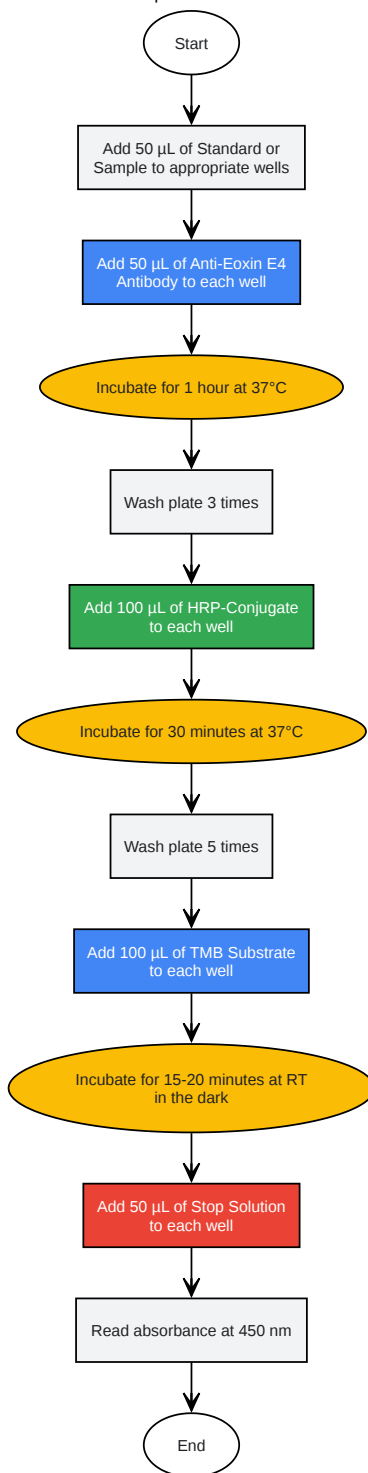 Start
Add 50 µL of Standard or
Sample to appropriate wells
Add 50 µL of Anti-Eoxin E4
Antibody to each well
Incubate for 1 hour at 37°C
Wash plate 3 times
Add 100 µL of HRP-Conjugate
to each well
Incubate for 30 minutes at 37°C
Wash plate 5 times
Add 100 µL of TMB Substrate
to each well
Incubate for 15-20 minutes at RT
in the dark
Add 50 µL of Stop Solution
to each well
Read absorbance at 450 nm
End